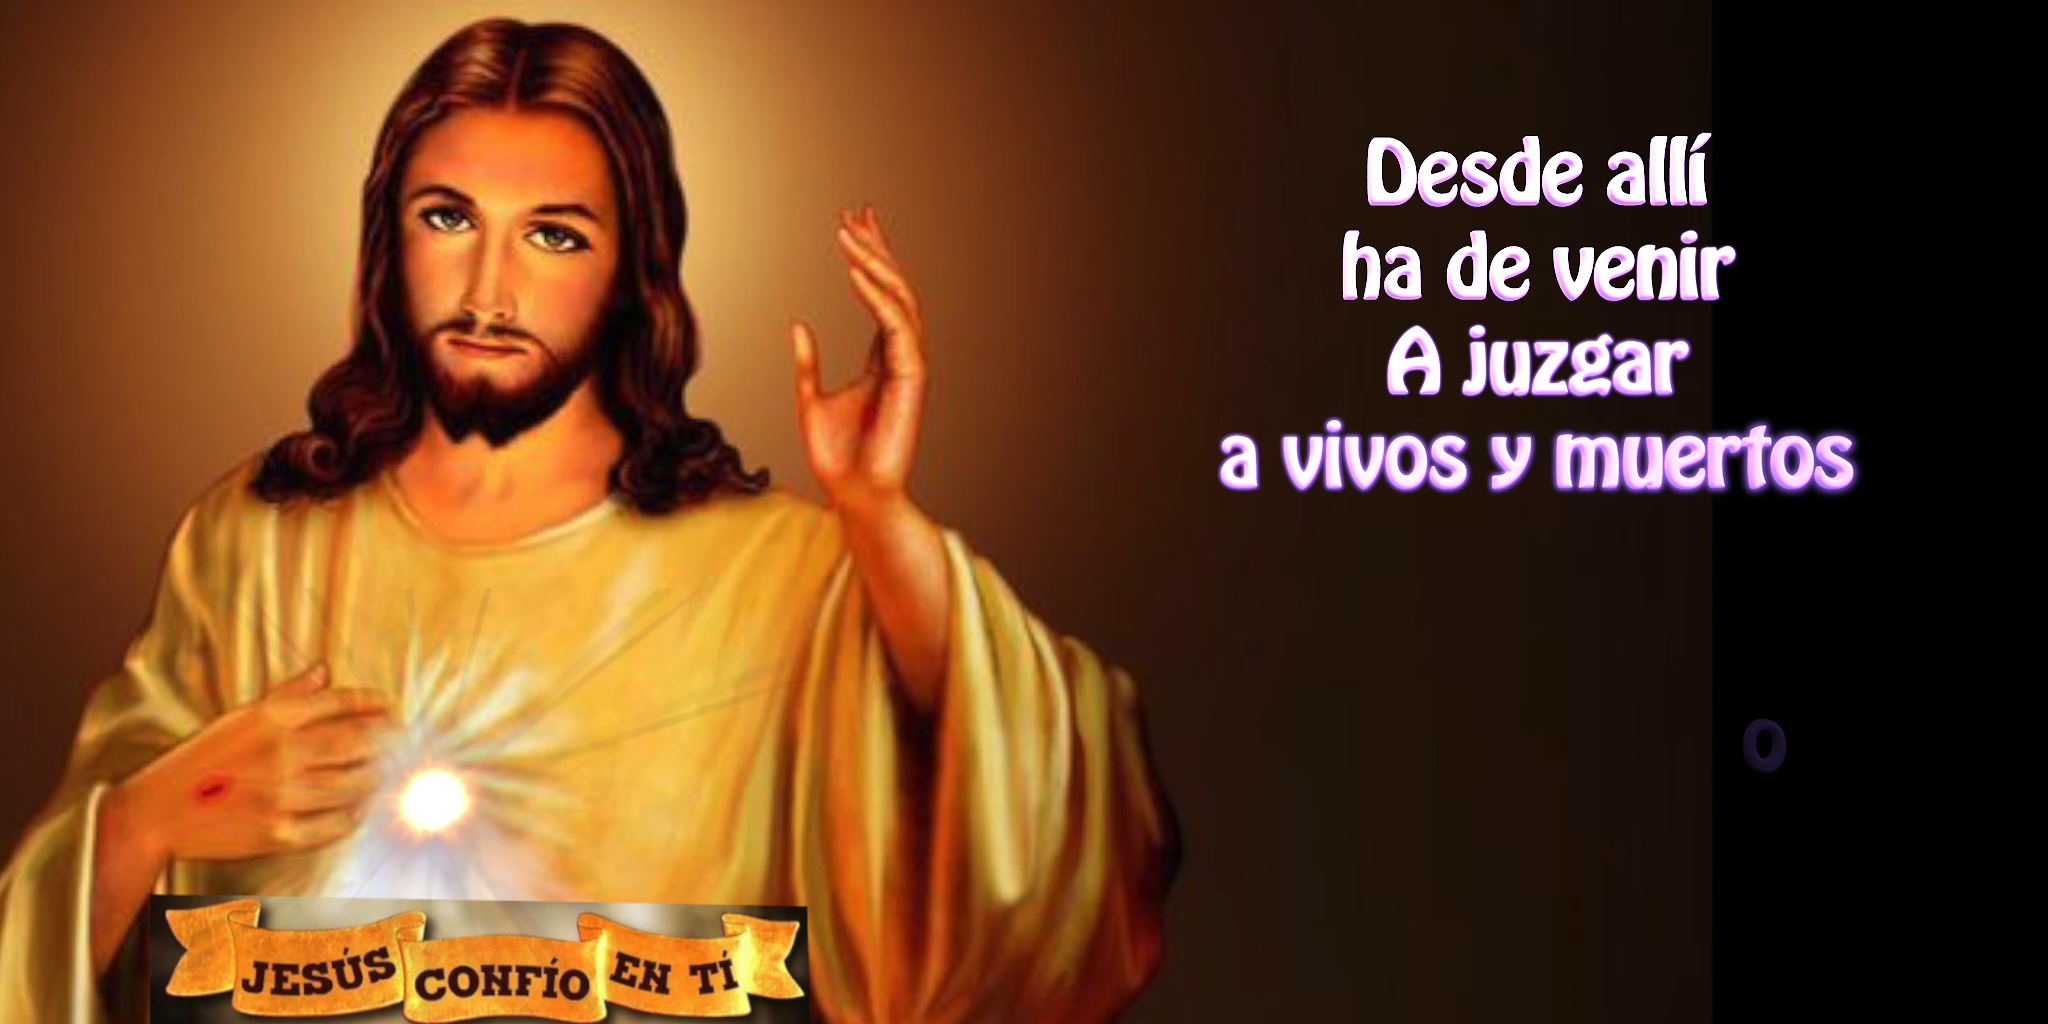 Desde allí
ha de venir
A juzgar
a vivos y muertos
o
JESÚS CONFÍO EN TÍ